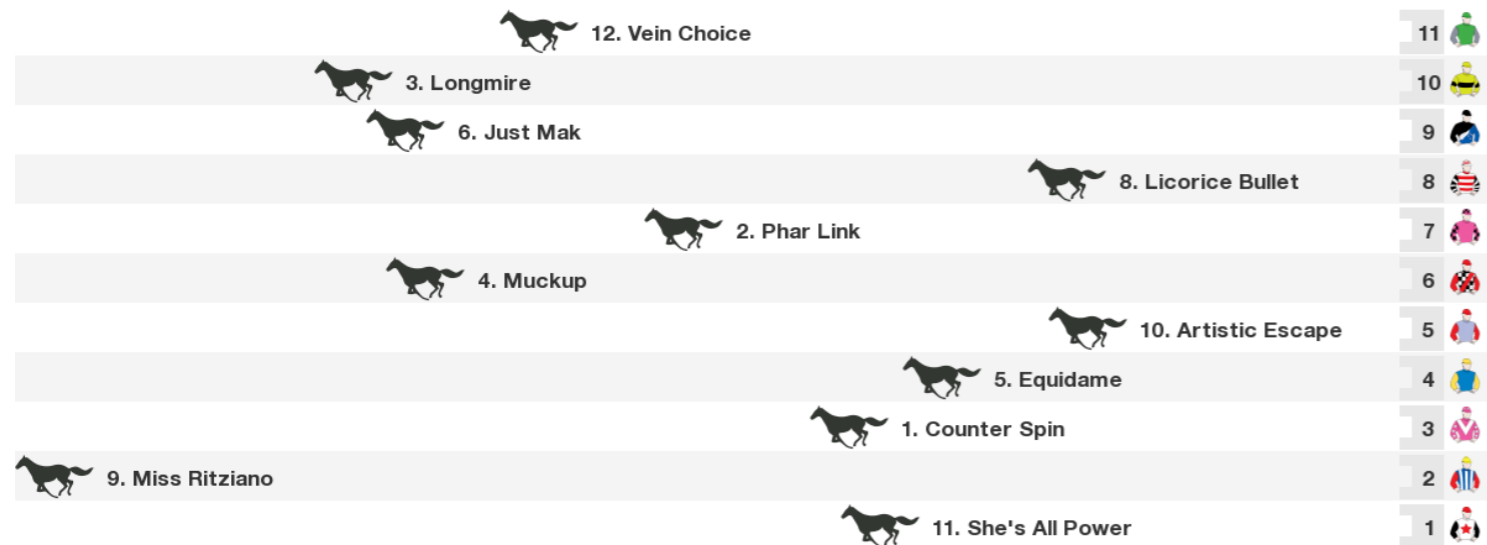 12. Vein Choice 11
3. Longmire 10
6. Just Mak 9
8. Licorice Bullet 8
2. Phar Link 7
4. Muckup 6
10. Artistic Escape 5
5. Equidame 4
1. Counter Spin 3
9. Miss Ritziano 2
11. She's All Power 1